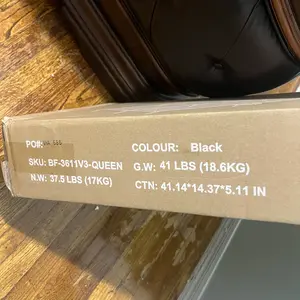 PO#:
COLOUR: Black
SKU: BF-3611V3-QUEEN G.W: 41 LBS (18.6KG)
N.W: 37.5 LBS (17KG) CTN: 41.14*14.37*5.11 IN